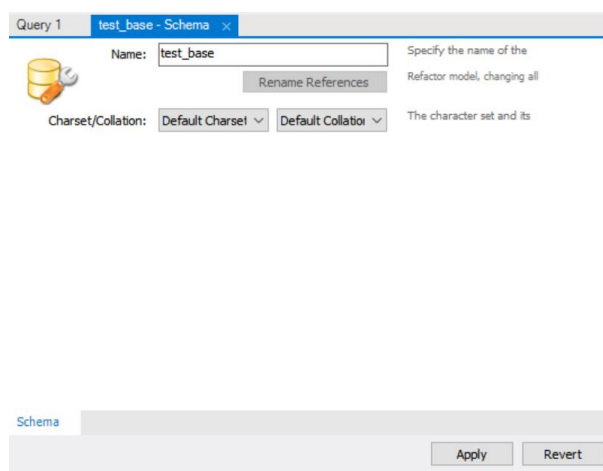 Query 1 test_base - Schema
Name: test_base Specify the name of the
Rename References Refactor model, changing all
Charset/Collation: Default Charset Default Collation The character set and its
Schema
Apply Revert